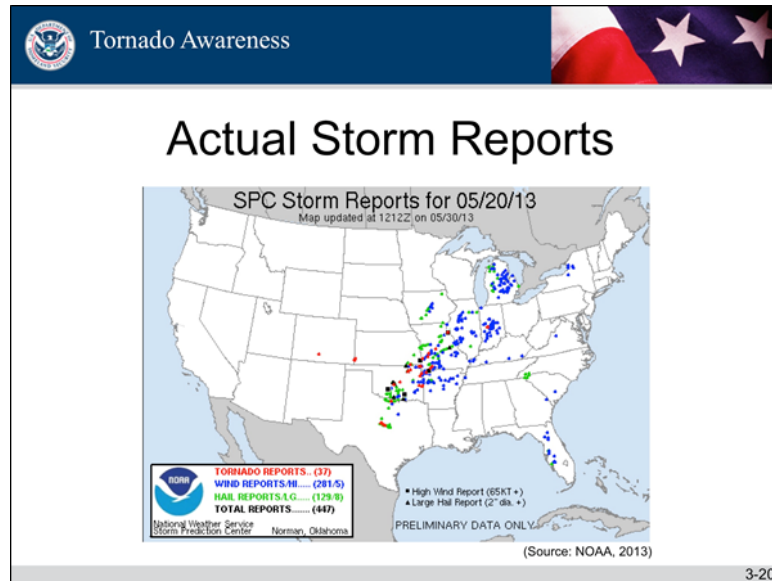 Tornado Awareness
Actual Storm Reports
SPC Storm Reports for 05/20/13
Map updated at 1212Z on 05/30/13
TORNADO REPORTS.. (37)
WIND REPORTS/HI..... (281/5)
HAIL REPORTS/LG..... (129/8)
TOTAL REPORTS....... (447)
NOAA
National Weather Service
Storm Prediction Center Norman, Oklahoma
■ High Wind Report (65KT +)
▲ Large Hail Report (2" dia. +)
PRELIMINARY DATA ONLY
(Source: NOAA, 2013)
3-20